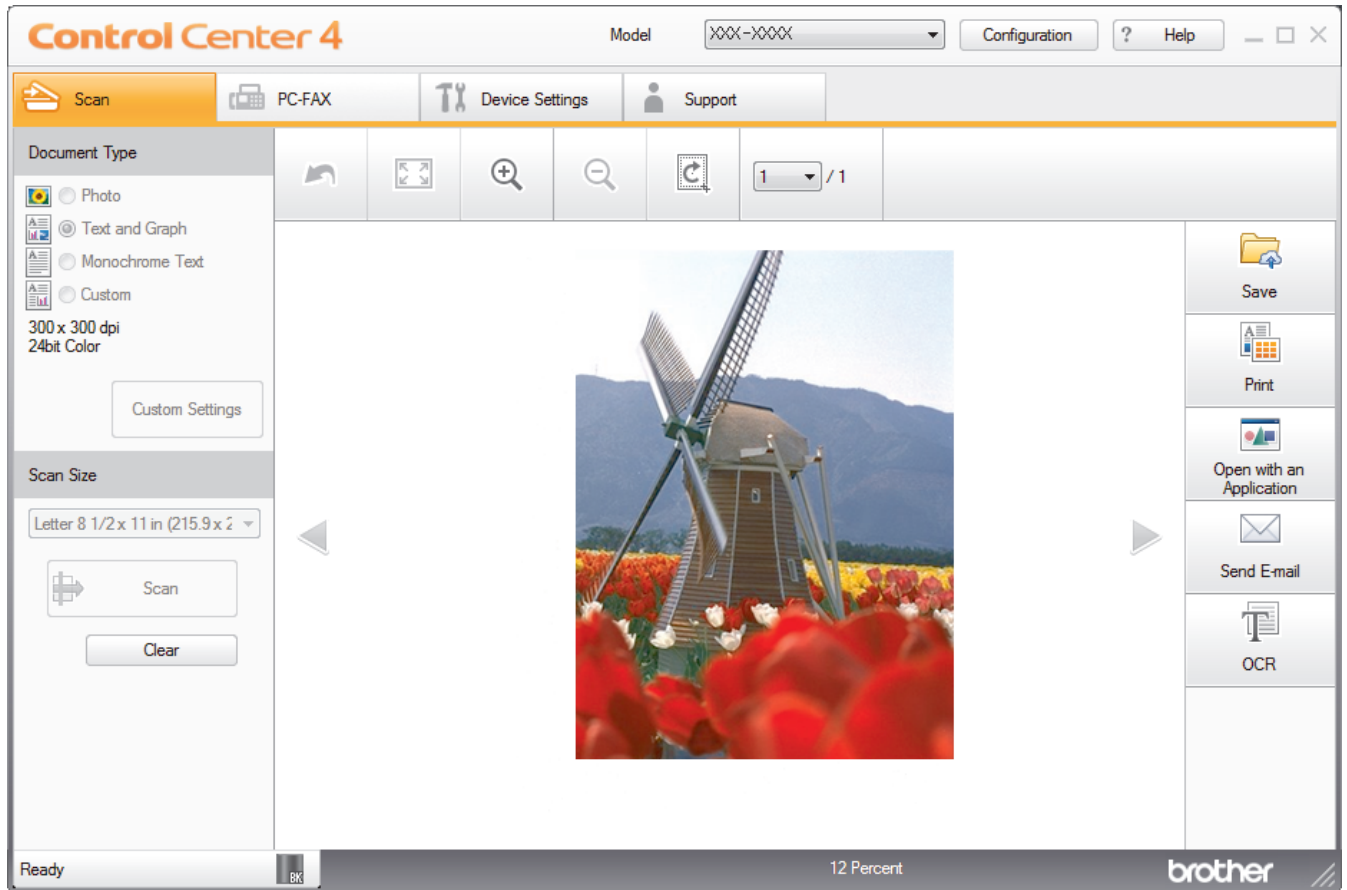 Control Center 4
Model
XXX-XXXX
Configuration
? Help
Scan
PC-FAX
Device Settings
Support
Document Type
Photo
Text and Graph
Monochrome Text
Custom
300 x 300 dpi
24bit Color
Custom Settings
Scan Size
Letter 8 1/2 x 11 in (215.9 x 2
Scan
Clear
1 / 1
Save
Print
Open with an
Application
Send E-mail
OCR
Ready
BK
12 Percent
brother